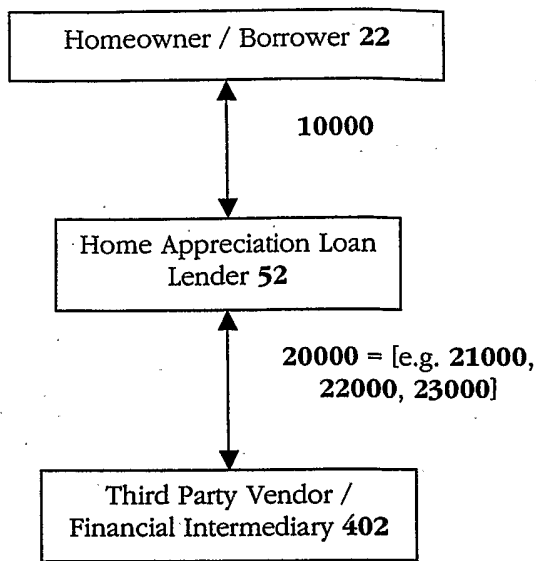 Homeowner / Borrower 22
10000
Home Appreciation Loan
Lender 52
20000 = [e.g. 21000,
22000, 23000]
Third Party Vendor /
Financial Intermediary 402